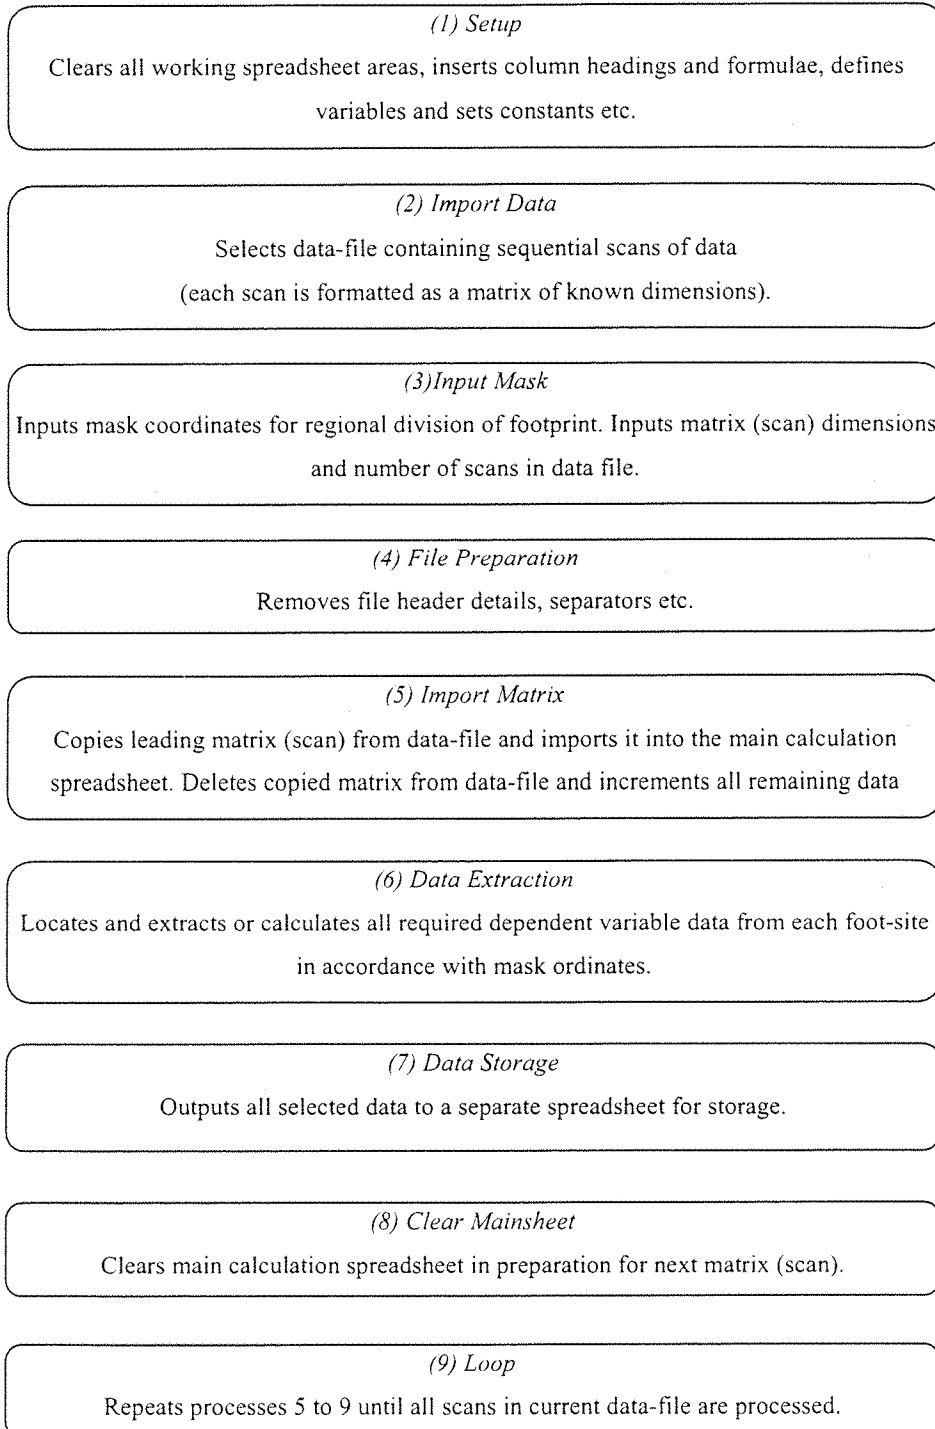 (1) Setup
Clears all working spreadsheet areas, inserts column headings and formulae, defines
variables and sets constants etc.
(2) Import Data
Selects data-file containing sequential scans of data
(each scan is formatted as a matrix of known dimensions).
(3)Input Mask
Inputs mask coordinates for regional division of footprint. Inputs matrix (scan) dimensions
and number of scans in data file.
(4) File Preparation
Removes file header details, separators etc.
(5) Import Matrix
Copies leading matrix (scan) from data-file and imports it into the main calculation
spreadsheet. Deletes copied matrix from data-file and increments all remaining data
(6) Data Extraction
Locates and extracts or calculates all required dependent variable data from each foot-site
in accordance with mask ordinates.
(7) Data Storage
Outputs all selected data to a separate spreadsheet for storage.
(8) Clear Mainsheet
Clears main calculation spreadsheet in preparation for next matrix (scan).
(9) Loop
Repeats processes 5 to 9 until all scans in current data-file are processed.